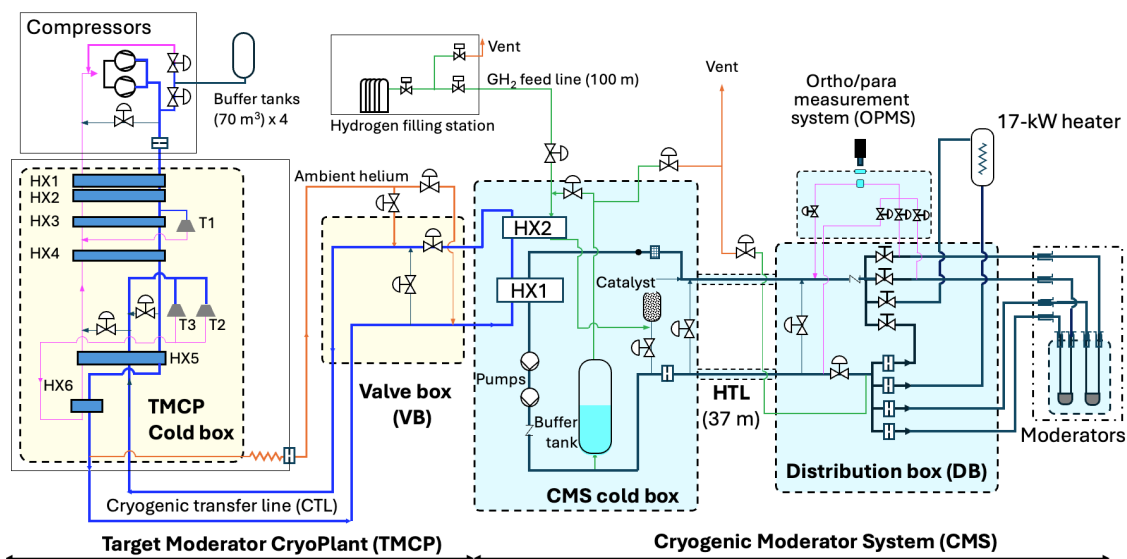 Compressors
Buffer tanks
(70 m³) x 4
Vent
GH₂ feed line (100 m)
Hydrogen filling station
Vent
Ortho/para
measurement
system (OPMS)
17-kW heater
HX1
HX2
HX3
HX4
T1
T3
T2
HX5
HX6
TMCP
Cold box
Ambient helium
Valve box
(VB)
HX2
HX1
Catalyst
Pumps
Buffer
tank
CMS cold box
HTL
(37 m)
Distribution box (DB)
Moderators
Cryogenic transfer line (CTL)
Target Moderator CryoPlant (TMCP)
Cryogenic Moderator System (CMS)